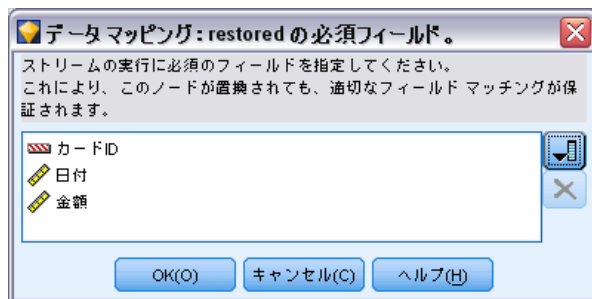 データ マッピング : restored の必須フィールド。
ストリームの実行に必須のフィールドを指定してください。
これにより、このノードが置換されても、適切なフィールド マッチングが保
証されます。
カードID
日付
金額
OK(O) キャンセル(C) ヘルプ(H)